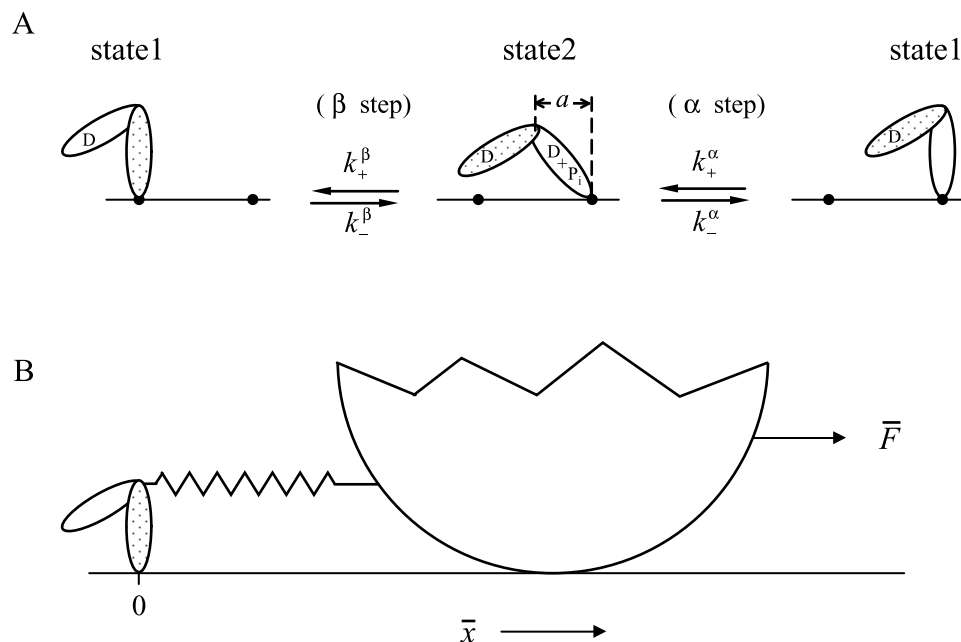 A
state1
state2
state1
( β step)
a
( α step)
D
D
D
+
Pi
D
k₊^β
k₋^β
k₊^α
k₋^α
B
F̅
0
x̅